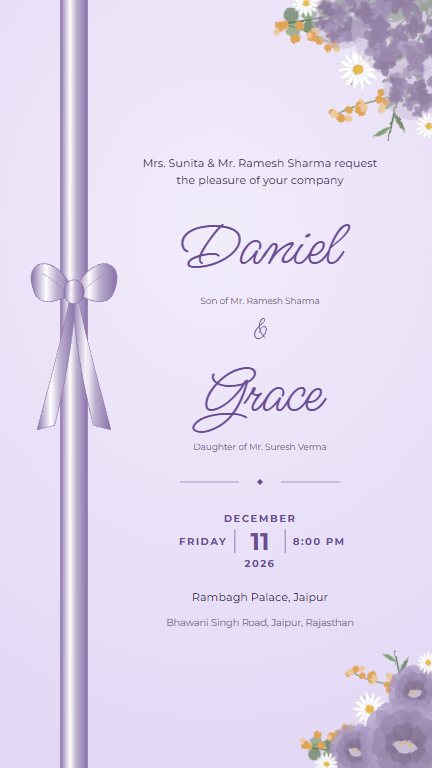 Mrs. Sunita & Mr. Ramesh Sharma request
the pleasure of your company
Daniel
Son of Mr. Ramesh Sharma
&
Grace
Daughter of Mr. Suresh Verma
DECEMBER
FRIDAY 11 8:00 PM
2026
Rambagh Palace, Jaipur
Bhawani Singh Road, Jaipur, Rajasthan